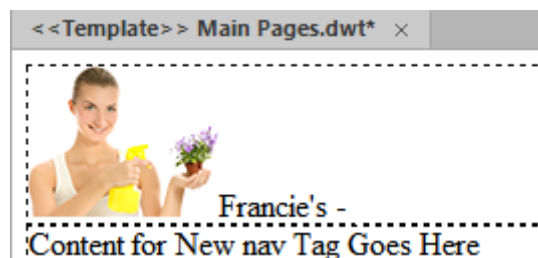 <<Template>> Main Pages.dwt* ×
Francie's -
Content for New nav Tag Goes Here